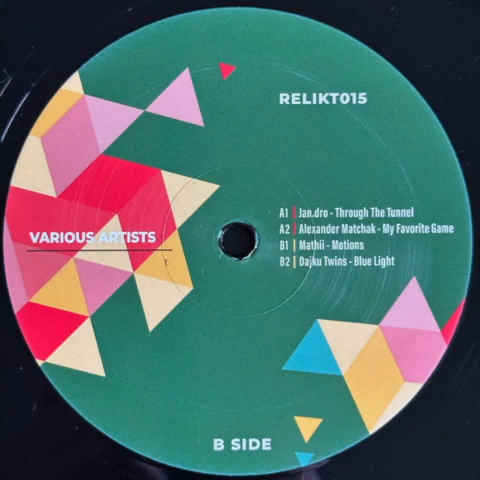 RELIKT015
VARIOUS ARTISTS
A1 | Jan.dro - Through The Tunnel
A2 | Alexander Matchak - My Favorite Game
B1 | Mathii - Motions
B2 | Dajku Twins - Blue Light
B SIDE